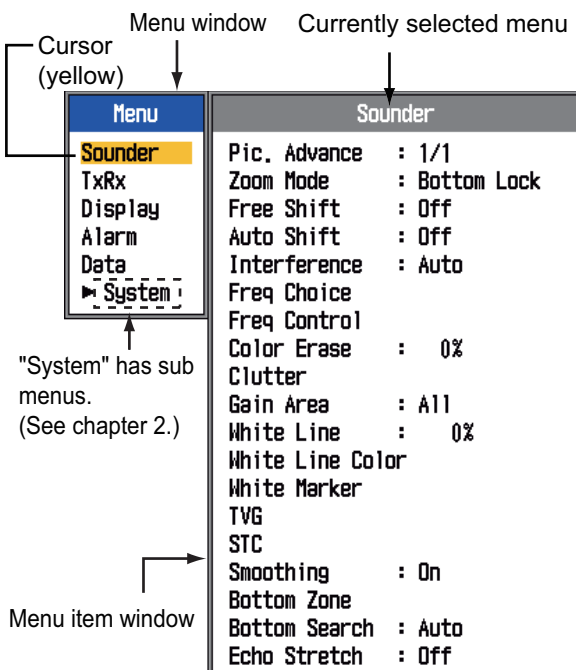 Menu window
Currently selected menu
Cursor
(yellow)
Menu
Sounder
TxRx
Display
Alarm
Data
System
"System" has sub
menus.
(See chapter 2.)
Menu item window
Sounder
Pic. Advance : 1/1
Zoom Mode : Bottom Lock
Free Shift : Off
Auto Shift : Off
Interference : Auto
Freq Choice
Freq Control
Color Erase : 0%
Clutter
Gain Area : All
White Line : 0%
White Line Color
White Marker
TVG
STC
Smoothing : On
Bottom Zone
Bottom Search : Auto
Echo Stretch : Off